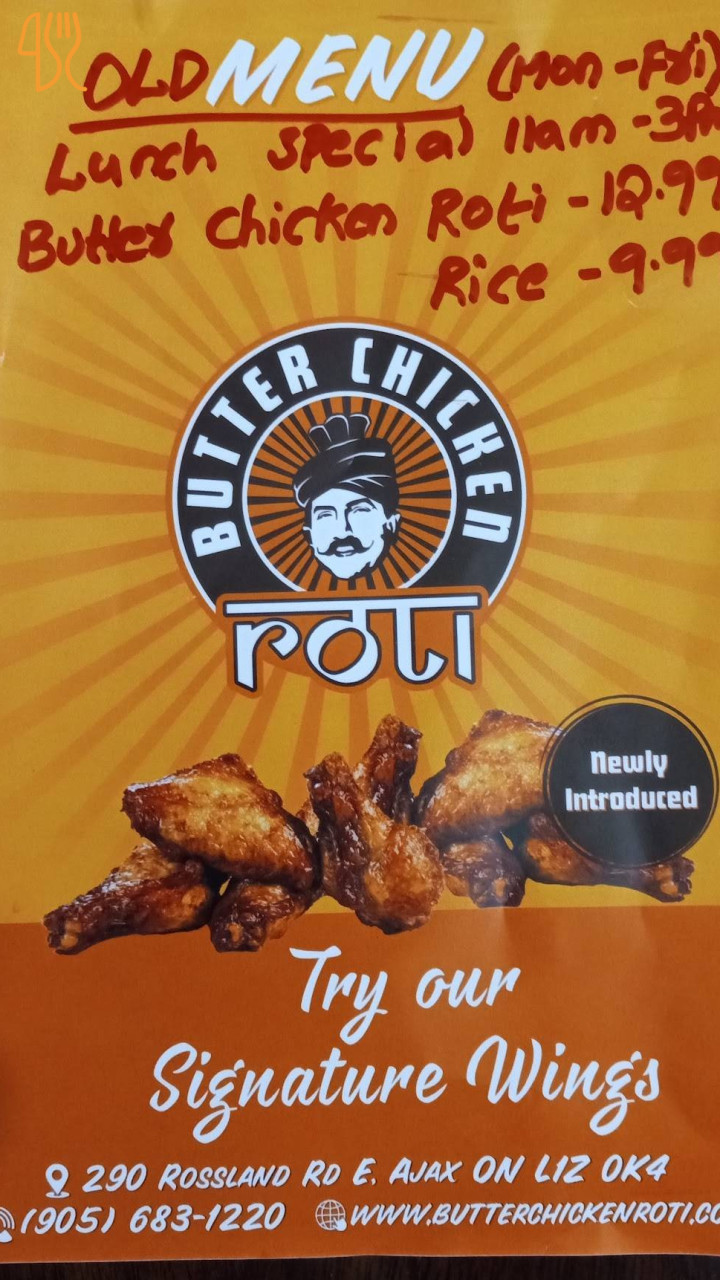 OLD MENU (Mon-Fri)
Lunch special 11am-3P
Butter chicken Roti - 12.99
Rice - 9.99
BUTTER CHICKEN
roti
Newly
Introduced
Try our
Signature Wings
290 ROSSLAND RD E. AJAX ON L1Z 0K4
(905) 683-1220 WWW.BUTTERCHICKENROTI.CO